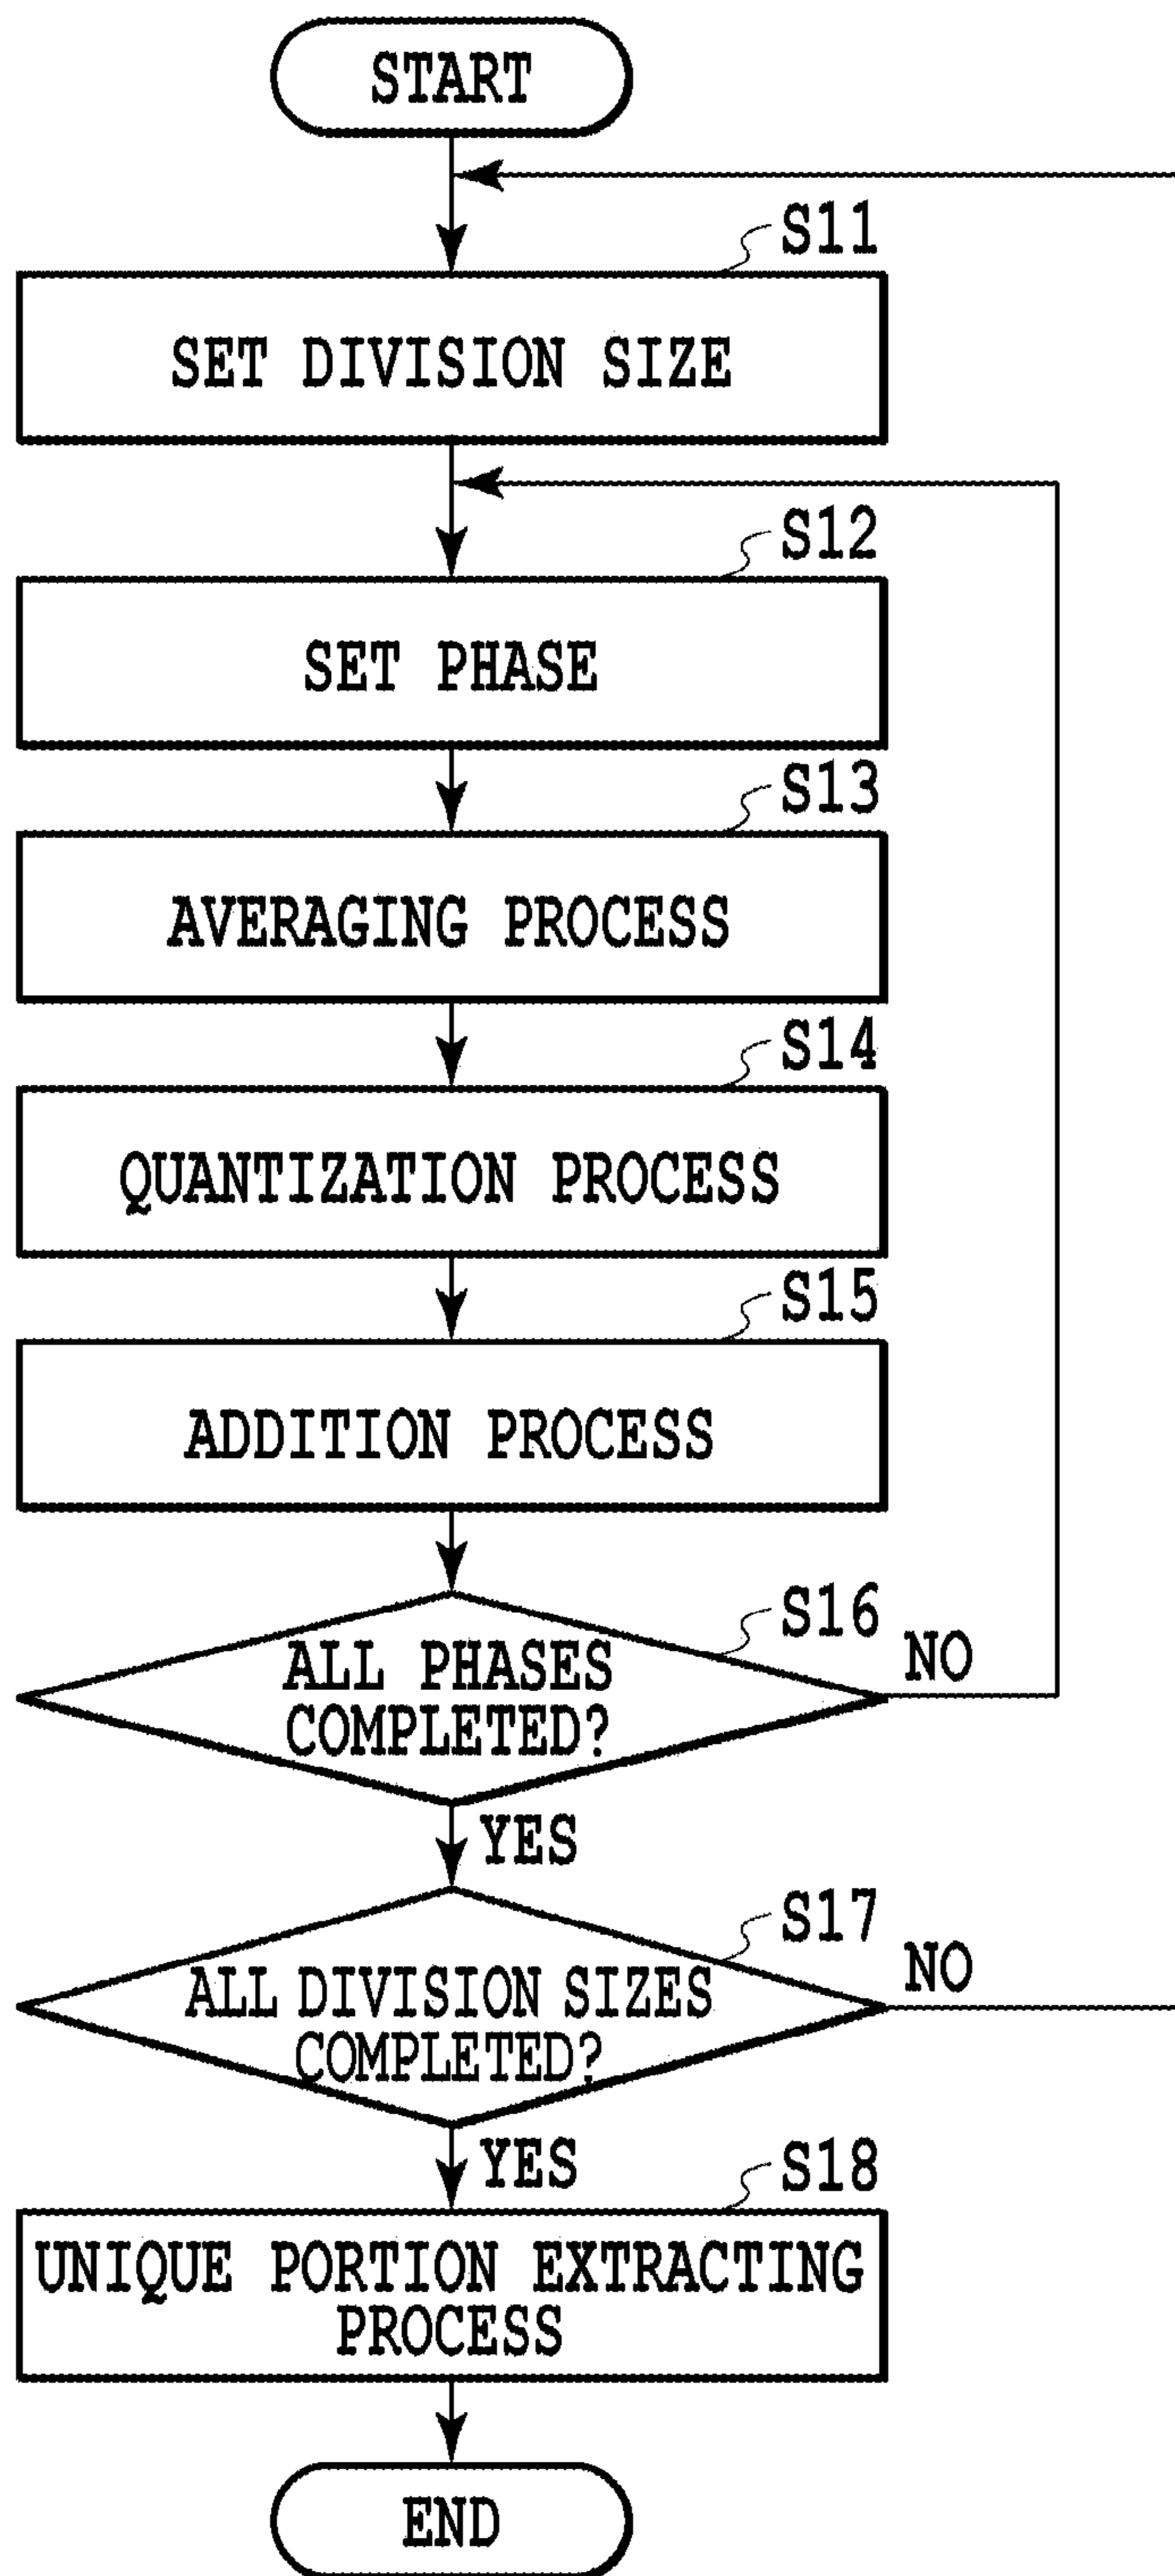 START
S11
SET DIVISION SIZE
S12
SET PHASE
S13
AVERAGING PROCESS
S14
QUANTIZATION PROCESS
S15
ADDITION PROCESS
S16
ALL PHASES
COMPLETED?
NO
YES
S17
ALL DIVISION SIZES
COMPLETED?
NO
YES
S18
UNIQUE PORTION EXTRACTING
PROCESS
END